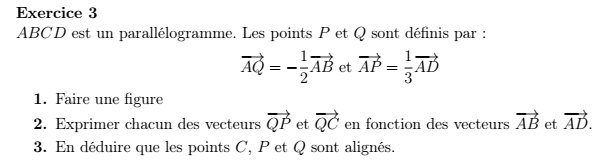 Exercice 3
ABCD est un parallélogramme. Les points P et Q sont définis par :
$\overrightarrow{AQ} = -\frac{1}{2}\overrightarrow{AB}$ et $\overrightarrow{AP} = \frac{1}{3}\overrightarrow{AD}$
1. Faire une figure
2. Exprimer chacun des vecteurs $\overrightarrow{QP}$ et $\overrightarrow{QC}$ en fonction des vecteurs $\overrightarrow{AB}$ et $\overrightarrow{AD}$.
3. En déduire que les points C, P et Q sont alignés.